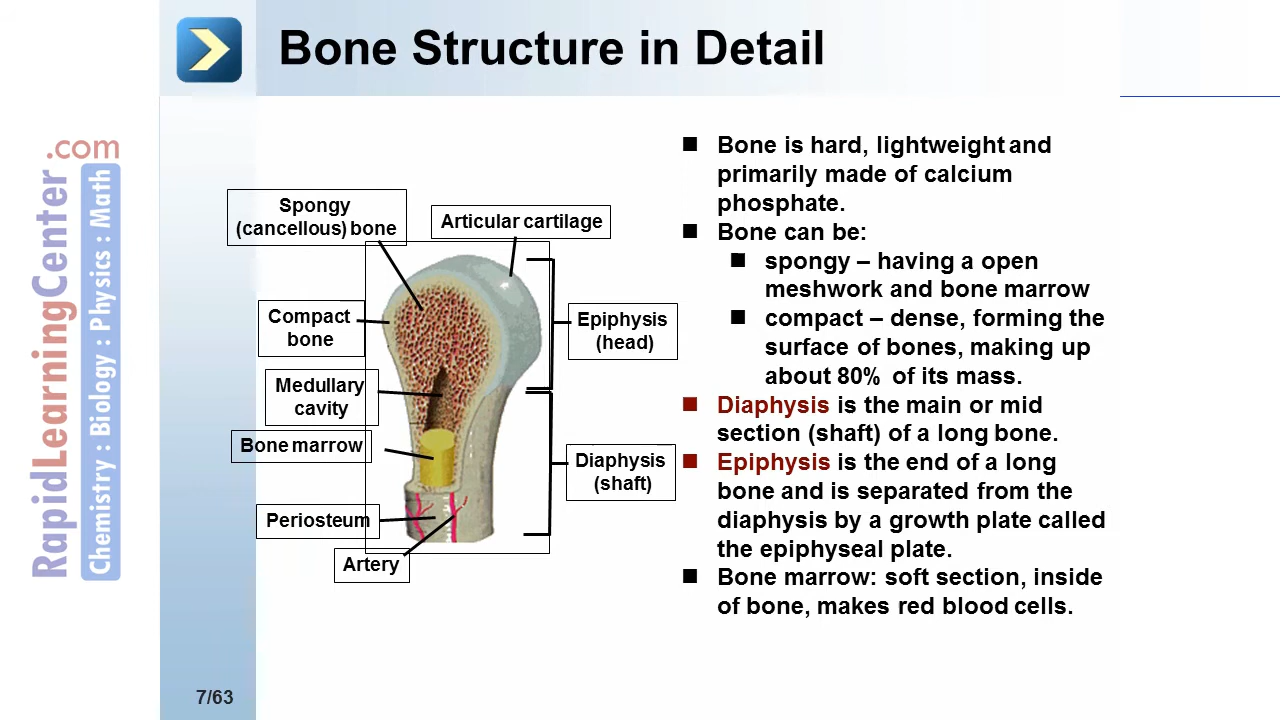 Bone Structure in Detail
RapidLearningCenter.com
Chemistry : Biology : Physics : Math
Spongy
(cancellous) bone
Articular cartilage
Compact
bone
Epiphysis
(head)
Medullary
cavity
Bone marrow
Diaphysis
(shaft)
Periosteum
Artery
Bone is hard, lightweight and
primarily made of calcium
phosphate.
Bone can be:
spongy – having a open
meshwork and bone marrow
compact – dense, forming the
surface of bones, making up
about 80% of its mass.
Diaphysis is the main or mid
section (shaft) of a long bone.
Epiphysis is the end of a long
bone and is separated from the
diaphysis by a growth plate called
the epiphyseal plate.
Bone marrow: soft section, inside
of bone, makes red blood cells.
7/63